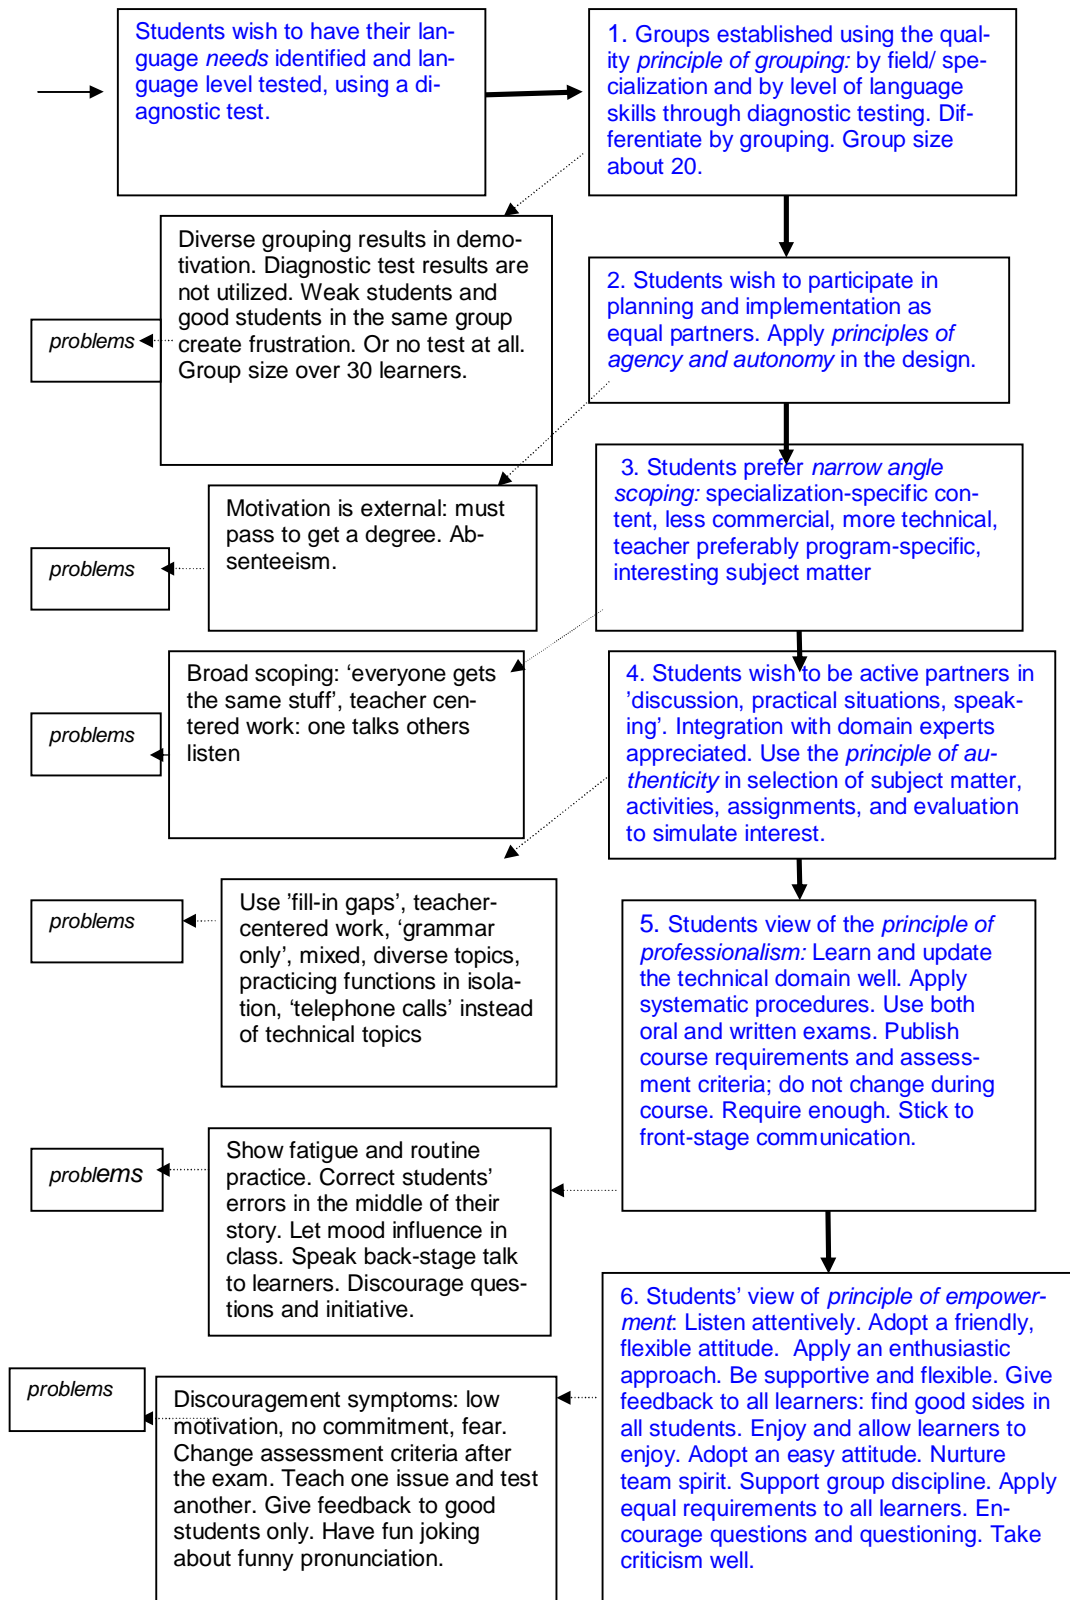 Students wish to have their lan-
guage needs identified and lan-
guage level tested, using a di-
agnostic test.
1. Groups established using the qual-
ity principle of grouping: by field/ spe-
cialization and by level of language
skills through diagnostic testing. Dif-
ferentiate by grouping. Group size
about 20.
Diverse grouping results in demo-
tivation. Diagnostic test results are
not utilized. Weak students and
good students in the same group
create frustration. Or no test at all.
Group size over 30 learners.
problems
2. Students wish to participate in
planning and implementation as
equal partners. Apply principles of
agency and autonomy in the design.
Motivation is external: must
pass to get a degree. Ab-
senteeism.
problems
3. Students prefer narrow angle
scoping: specialization-specific con-
tent, less commercial, more technical,
teacher preferably program-specific,
interesting subject matter
Broad scoping: ‘everyone gets
the same stuff’, teacher cen-
tered work: one talks others
listen
problems
4. Students wish to be active partners in
’discussion, practical situations, speak-
ing’. Integration with domain experts
appreciated. Use the principle of au-
thenticity in selection of subject matter,
activities, assignments, and evaluation
to simulate interest.
Use ’fill-in gaps’, teacher-
centered work, ‘grammar
only’, mixed, diverse topics,
practicing functions in isola-
tion, ‘telephone calls’ instead
of technical topics
problems
5. Students view of the principle of
professionalism: Learn and update
the technical domain well. Apply
systematic procedures. Use both
oral and written exams. Publish
course requirements and assess-
ment criteria; do not change during
course. Require enough. Stick to
front-stage communication.
Show fatigue and routine
practice. Correct students’
errors in the middle of their
story. Let mood influence in
class. Speak back-stage talk
to learners. Discourage ques-
tions and initiative.
problems
6. Students’ view of principle of empower-
ment: Listen attentively. Adopt a friendly,
flexible attitude. Apply an enthusiastic
approach. Be supportive and flexible. Give
feedback to all learners: find good sides in
all students. Enjoy and allow learners to
enjoy. Adopt an easy attitude. Nurture
team spirit. Support group discipline. Apply
equal requirements to all learners. En-
courage questions and questioning. Take
criticism well.
Discouragement symptoms: low
motivation, no commitment, fear.
Change assessment criteria after
the exam. Teach one issue and test
another. Give feedback to good
students only. Have fun joking
about funny pronunciation.
problems